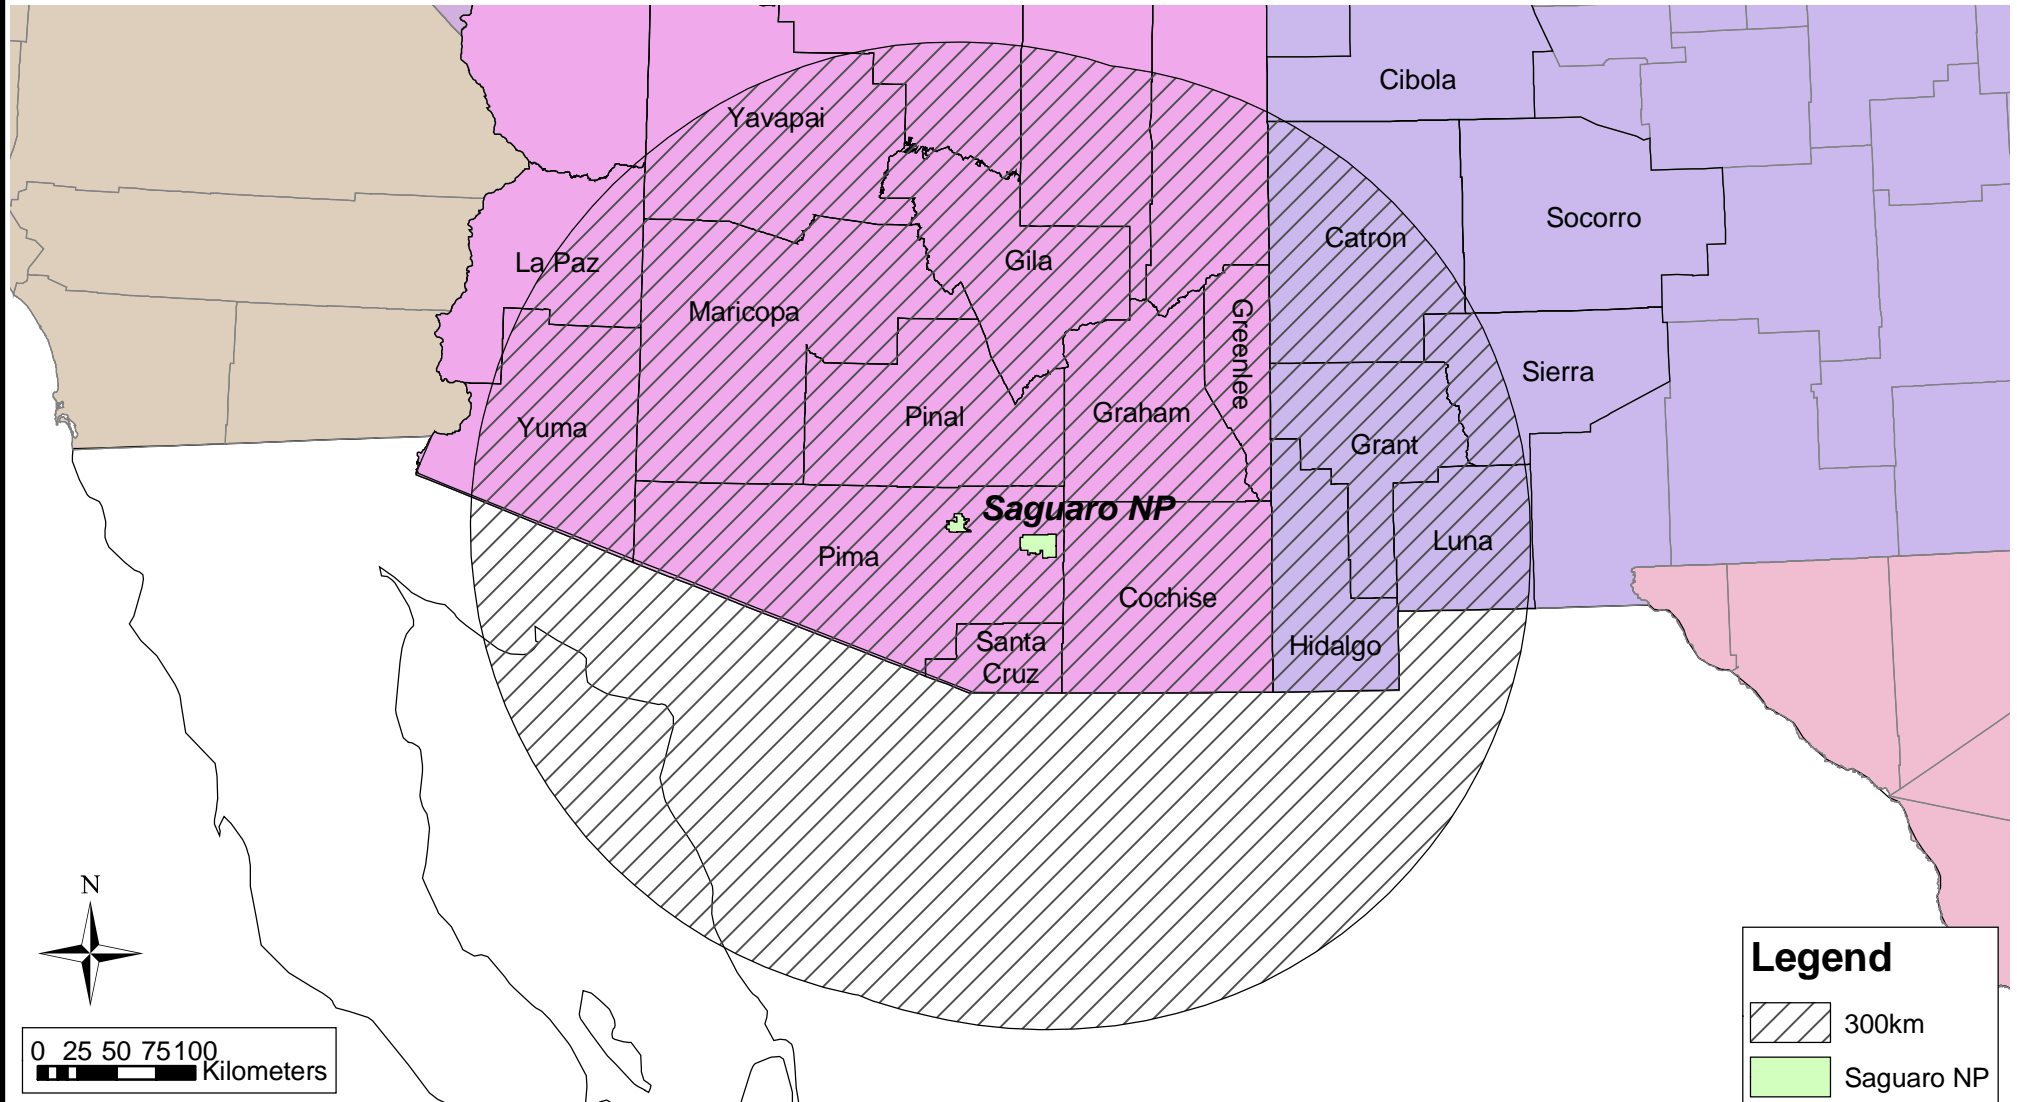 Cibola
Yavapai
Socorro
Catron
La Paz
Gila
Maricopa
Greenlee
Sierra
Yuma
Pinal
Graham
Grant
Saguaro NP
Pima
Luna
Cochise
Santa
Cruz
Hidalgo
N
0 25 50 75 100
Kilometers
Legend
300km
Saguaro NP